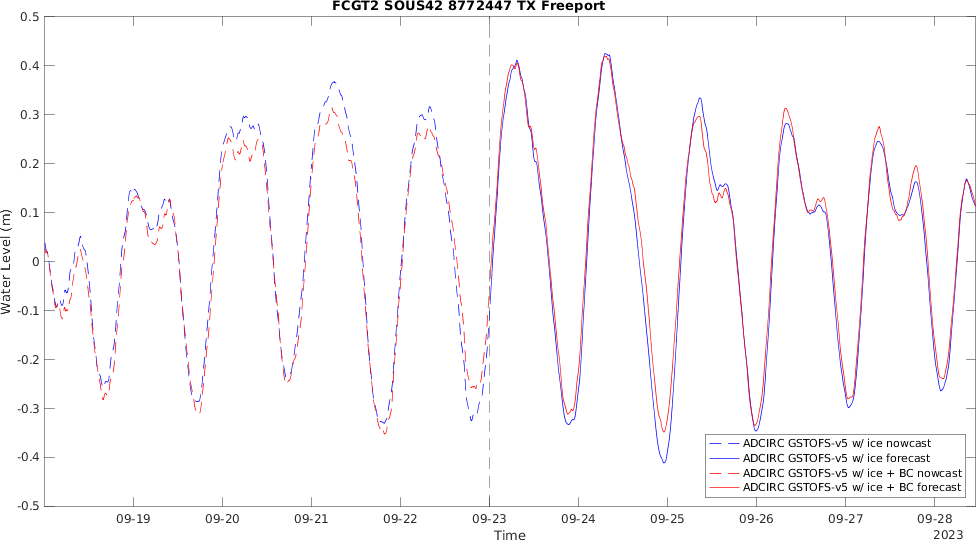 FCGT2 SOUS42 8772447 TX Freeport
0.5
0.4
0.3
0.2
0.1
0
-0.1
-0.2
-0.3
-0.4
-0.5
Water Level (m)
ADCIRC GSTOFS-v5 w/ ice nowcast
ADCIRC GSTOFS-v5 w/ ice forecast
ADCIRC GSTOFS-v5 w/ ice + BC nowcast
ADCIRC GSTOFS-v5 w/ ice + BC forecast
09-19 09-20 09-21 09-22 09-23 09-24 09-25 09-26 09-27 09-28
Time 2023